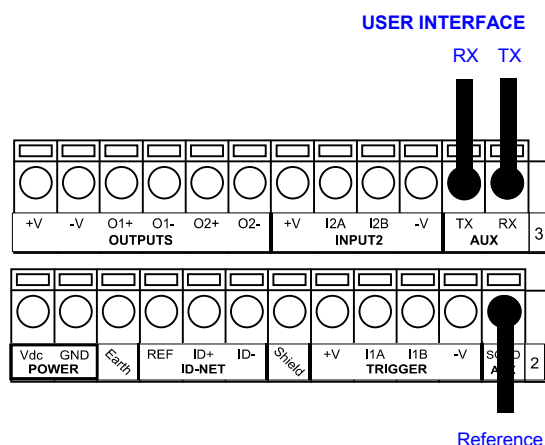 USER INTERFACE
RX TX
+V -V O1+ O1- O2+ O2- +V I2A I2B -V TX RX
OUTPUTS INPUT2 AUX 3
Vdc GND Earth REF ID+ ID- Shield +V I1A I1B -V
POWER ID-NET TRIGGER 2
Reference